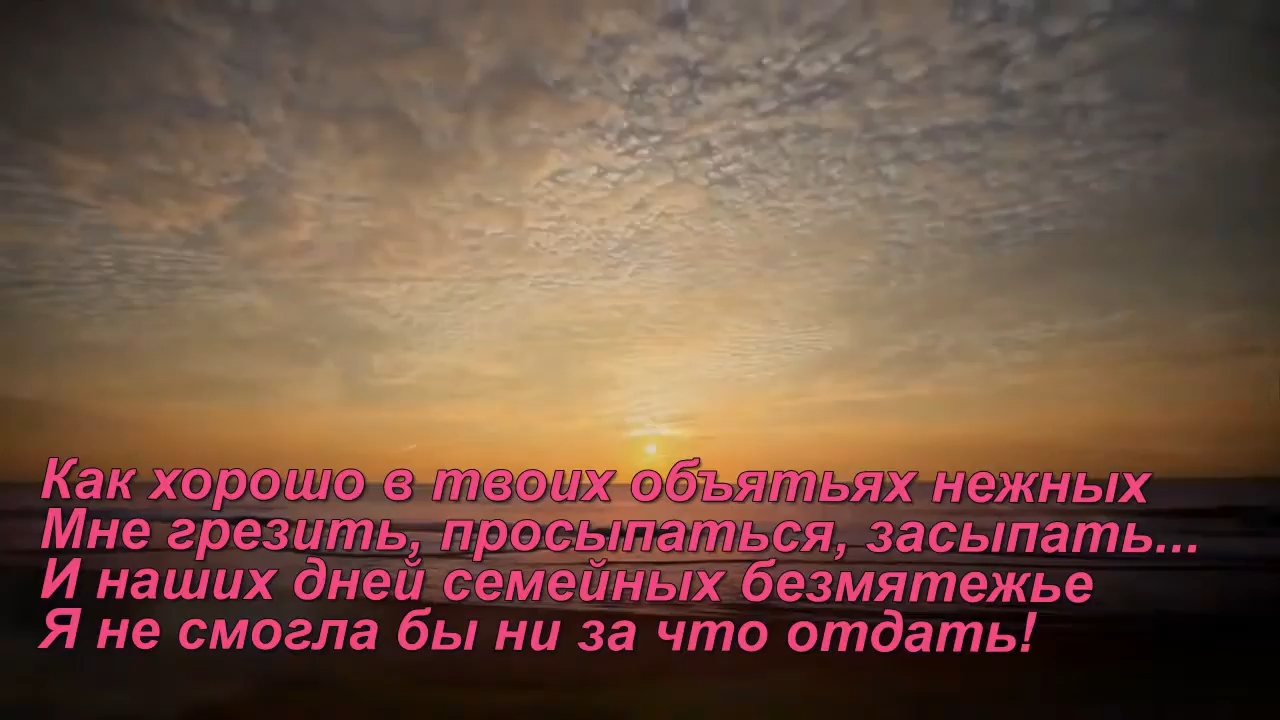 Как хорошо в твоих объятьях нежных
Мне грезить, просыпаться, засыпать...
И наших дней семейных безмятежье
Я не смогла бы ни за что отдать!